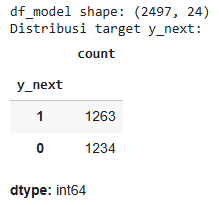 df_model shape: (2497, 24)
Distribusi target y_next:
count
y_next
1 1263
0 1234
dtype: int64